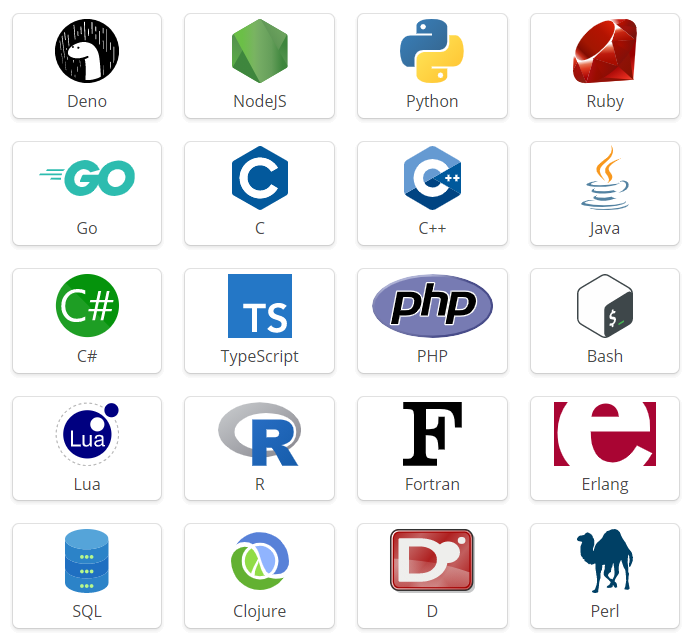 Deno
NodeJS
Python
Ruby
GO
C
C++
Go
C
C++
Java
C#
TS
php
$_
C#
TypeScript
PHP
Bash
Lua
R
F
e
Lua
R
Fortran
Erlang
D
SQL
Clojure
D
Perl